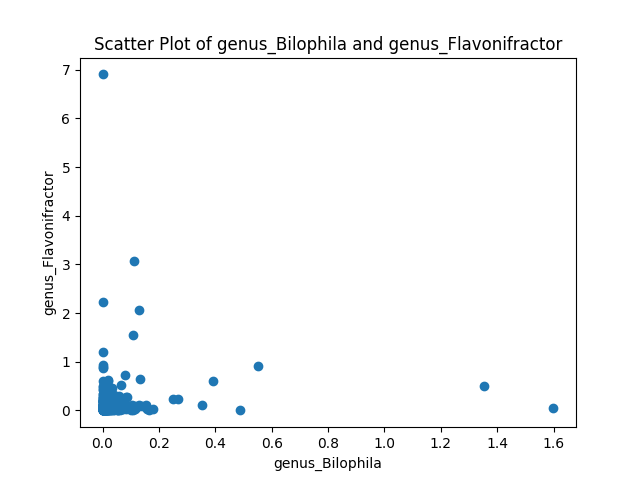 Scatter Plot of genus_Bilophila and genus_Flavonifractor
7
6
5
4
3
2
1
0
genus_Flavonifractor
0.0 0.2 0.4 0.6 0.8 1.0 1.2 1.4 1.6
genus_Bilophila